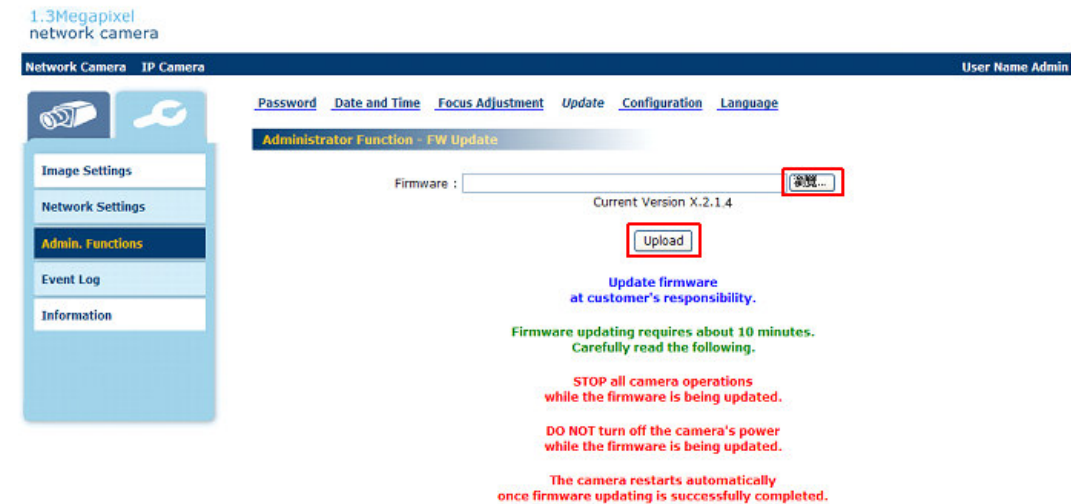 1.3Megapixel
network camera
Network Camera IP Camera User Name Admin
Password Date and Time Focus Adjustment Update Configuration Language
Administrator Function - FW Update
Image Settings
Network Settings
Admin. Functions
Event Log
Information
Firmware : 瀏覽...
Current Version X.2.1.4
Upload
Update firmware
at customer's responsibility.
Firmware updating requires about 10 minutes.
Carefully read the following.
STOP all camera operations
while the firmware is being updated.
DO NOT turn off the camera's power
while the firmware is being updated.
The camera restarts automatically
once firmware updating is successfully completed.